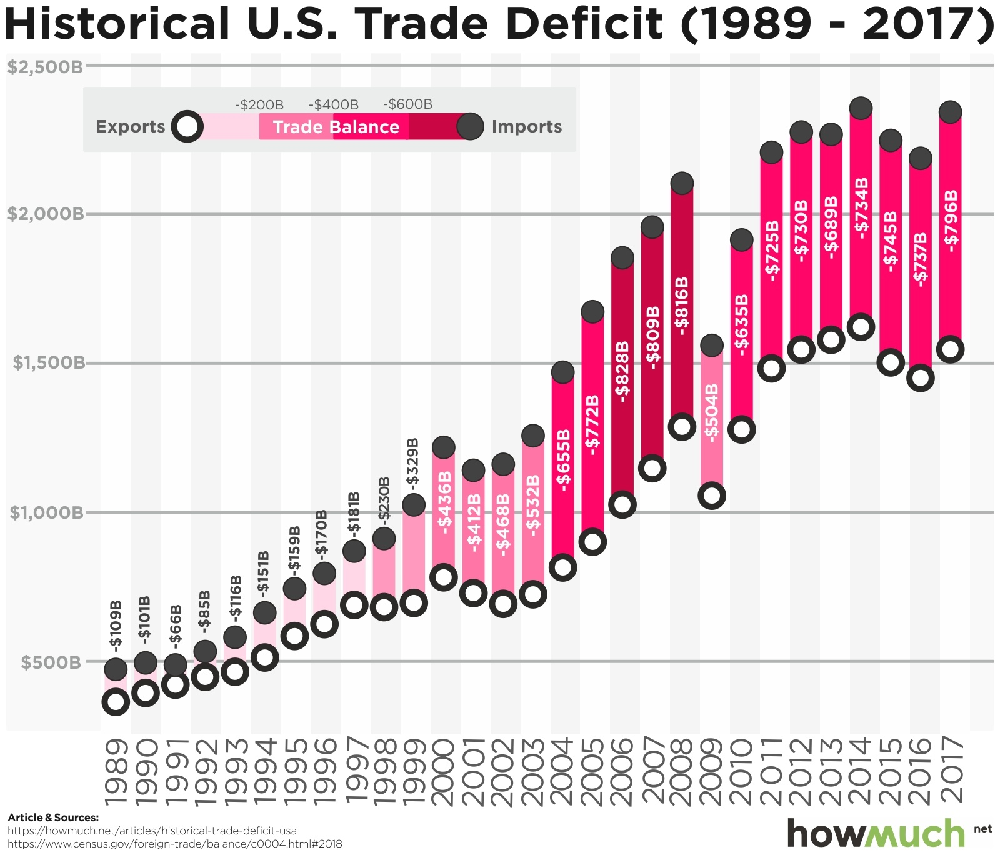 Historical U.S. Trade Deficit (1989 - 2017)
$2,500B
$2,000B
$1,500B
$1,000B
$500B
-$200B -$400B -$600B
Exports Trade Balance Imports
-$109B
-$101B
-$66B
-$85B
-$116B
-$151B
-$159B
-$170B
-$181B
-$230B
-$329B
-$436B
-$412B
-$468B
-$532B
-$655B
-$772B
-$828B
-$809B
-$816B
-$504B
-$635B
-$725B
-$730B
-$689B
-$734B
-$745B
-$737B
-$796B
1989
1990
1991
1992
1993
1994
1995
1996
1997
1998
1999
2000
2001
2002
2003
2004
2005
2006
2007
2008
2009
2010
2011
2012
2013
2014
2015
2016
2017
Article & Sources:
https://howmuch.net/articles/historical-trade-deficit-usa
https://www.census.gov/foreign-trade/balance/c0004.html#2018
howmuch net